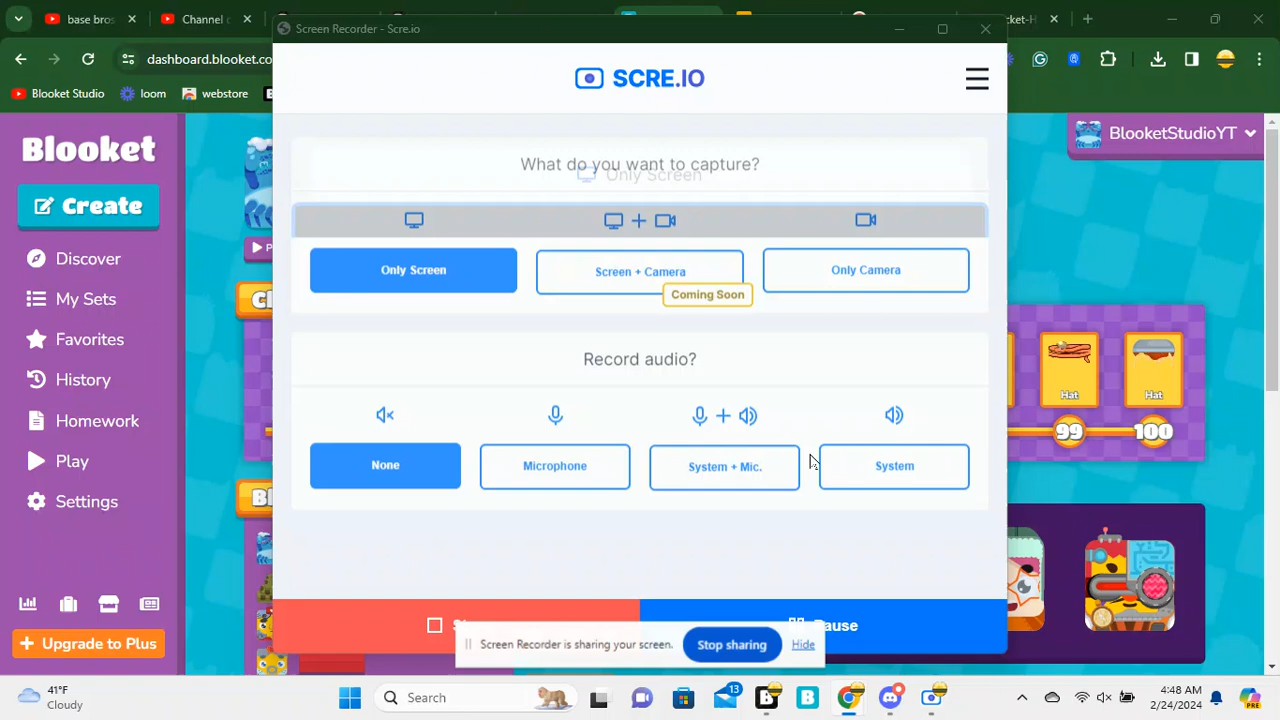 base bros
Channel
Screen Recorder - Scre.io
dashboard.blooket.co
Blooket Studio
loom
webstore
SCRE.IO
Blooket
Create
Discover
My Sets
Favorites
History
Homework
Play
Settings
Upgrade to Plus
BlooketStudioYT
What do you want to capture?
Only Screen
Only Screen
Screen + Camera
Coming Soon
Only Camera
Record audio?
None
Microphone
System + Mic.
System
Hat
Hat
99
100
Pause
Screen Recorder is sharing your screen.
Stop sharing
Hide
41°F
Cloudy
Search
13
4:48 AM
2/24/2024